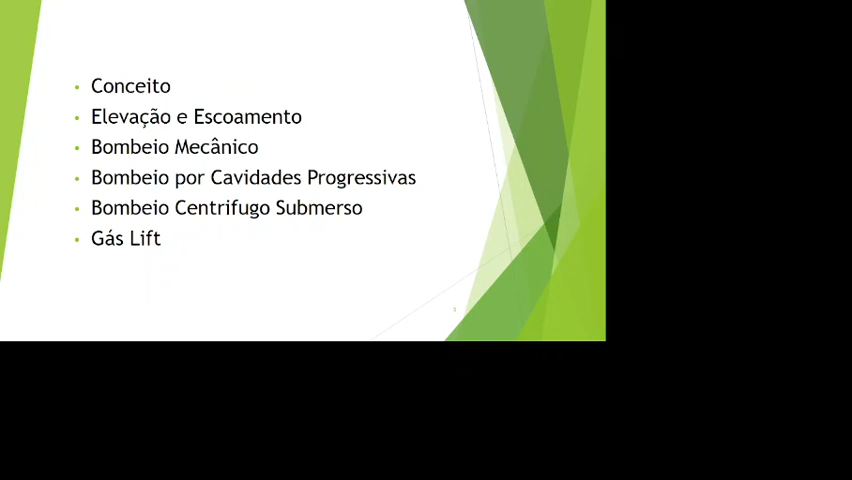 • Conceito
• Elevação e Escoamento
• Bombeio Mecânico
• Bombeio por Cavidades Progressivas
• Bombeio Centrifugo Submerso
• Gás Lift